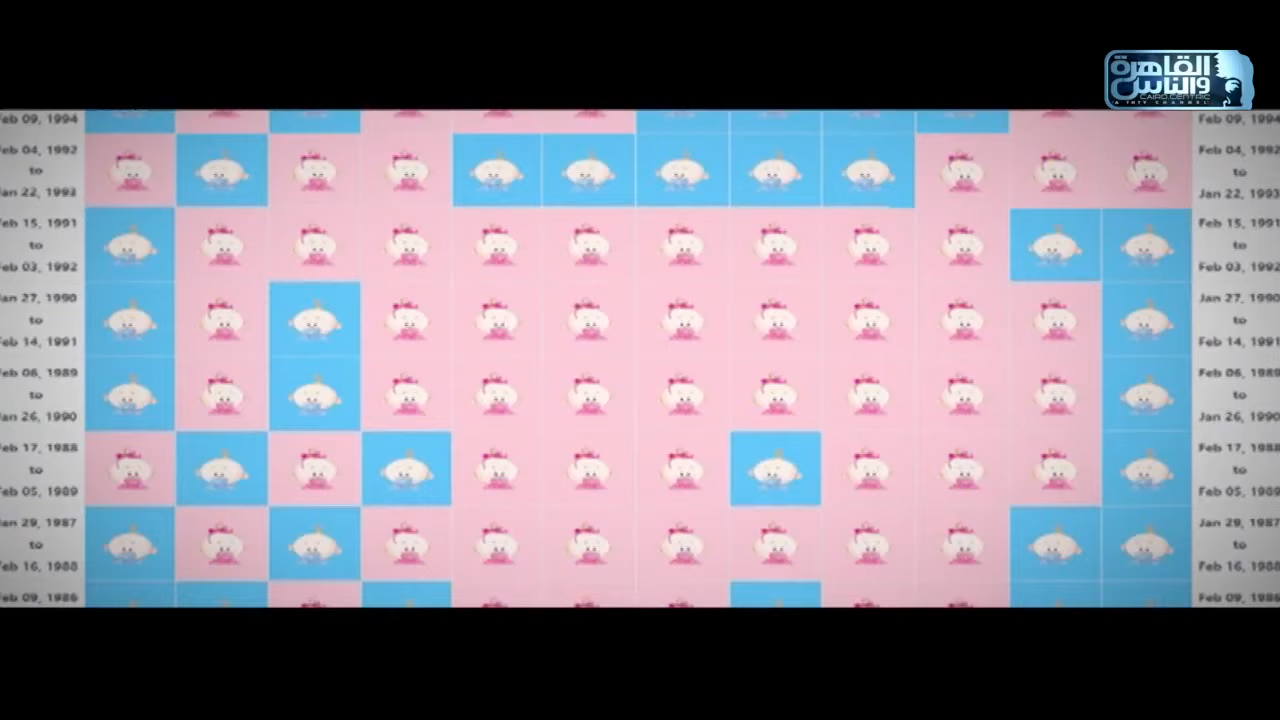 القاهرة
والناس
CAIRO CENTRIC
A TNTV CHANNEL
Feb 09, 1994
Feb 09, 1994
Feb 04, 1992
to
Jan 22, 1993
Feb 04, 1992
to
Jan 22, 1993
Feb 15, 1991
to
Feb 03, 1992
Feb 15, 1991
to
Feb 03, 1992
Jan 27, 1990
to
Feb 14, 1991
Jan 27, 1990
to
Feb 14, 1991
Feb 06, 1989
to
Jan 26, 1990
Feb 06, 1989
to
Jan 26, 1990
Feb 17, 1988
to
Feb 05, 1989
Feb 17, 1988
to
Feb 05, 1989
Jan 29, 1987
to
Feb 16, 1988
Jan 29, 1987
to
Feb 16, 1988
Feb 09, 1986
Feb 09, 1986